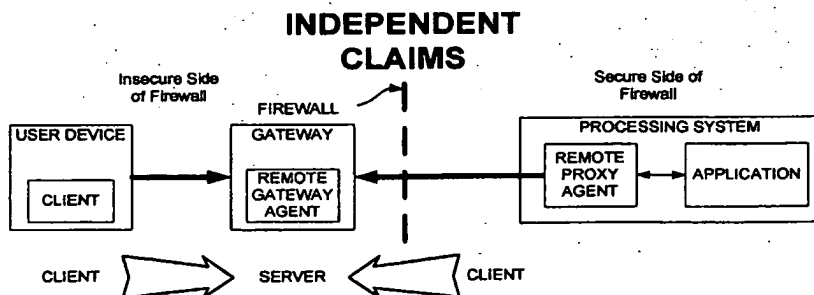 INDEPENDENT
CLAIMS
Insecure Side
of Firewall
Secure Side of
Firewall
FIREWALL
USER DEVICE
CLIENT
GATEWAY
REMOTE
GATEWAY
AGENT
PROCESSING SYSTEM
REMOTE
PROXY
AGENT
APPLICATION
CLIENT
SERVER
CLIENT